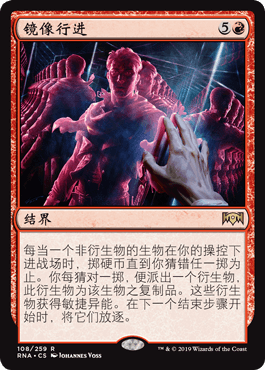 镜像行进 5
结界
每当一个非衍生物的生物在你的操控下
进战场时，掷硬币直到你猜错任一掷为
止。你每猜对一掷，便派出一个衍生物，
此衍生物为该生物之复制品。这些衍生
物获得敏捷异能。在下一个结束步骤开
始时，将它们放逐。
108/259 R
RNA • CS JOHANNES VOSS
™ & © 2019 Wizards of the Coast